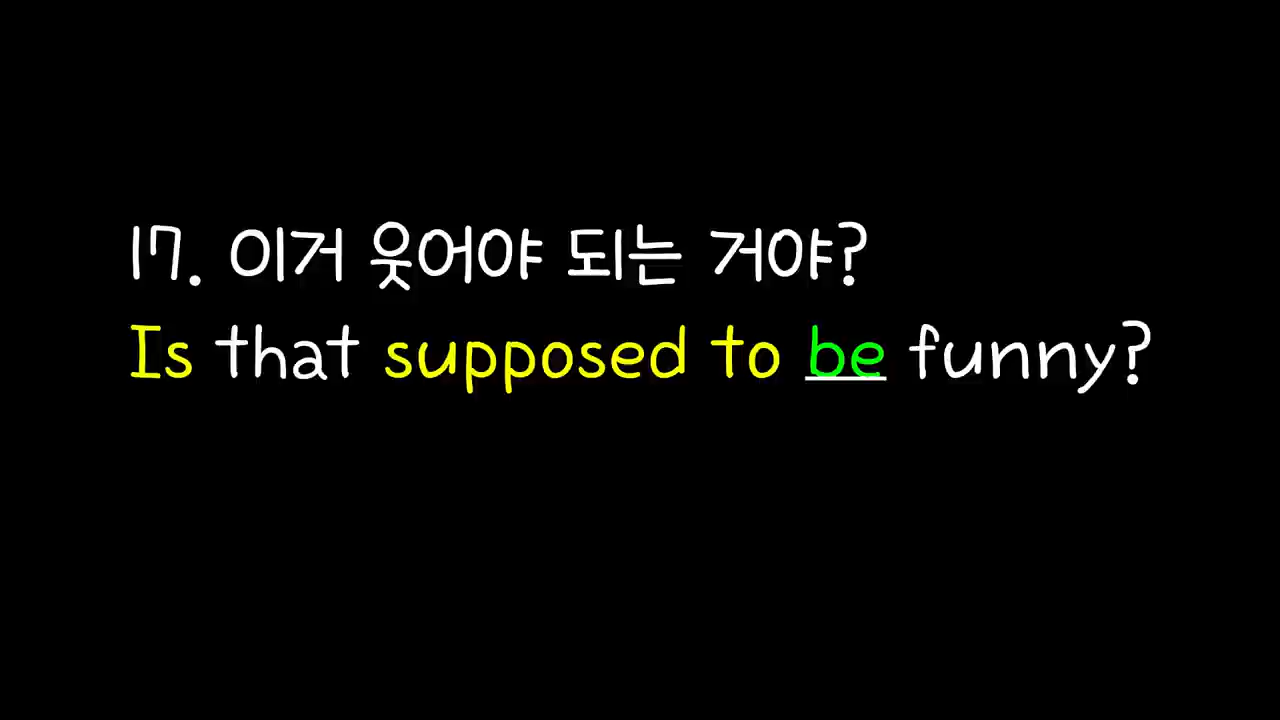 17. 이거 웃어야 되는 거야?
Is that supposed to be funny?